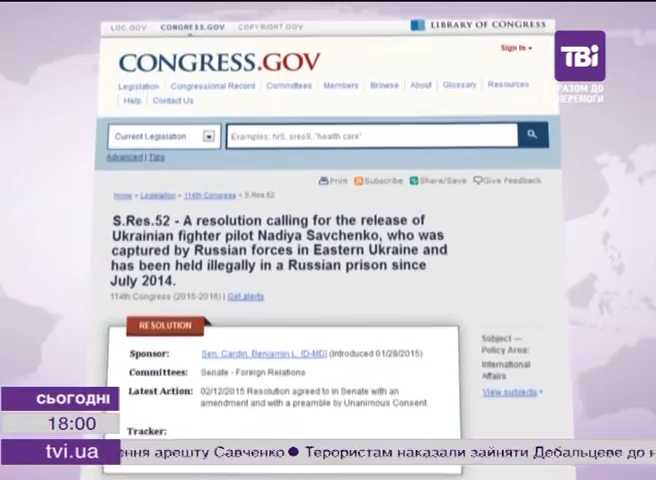 LOC.GOV CONGRESS.GOV COPYRIGHT.GOV LIBRARY OF CONGRESS
Sign In
CONGRESS.GOV
ТВі
РАЗОМ ДО
ПЕРЕМОГИ
Legislation Congressional Record Committees Members Browse About Glossary Resources
Help Contact Us
Current Legislation Examples: hr5, sres9, "health care"
Advanced | Tips
Print Subscribe Share/Save Give Feedback
Home » Legislation » 114th Congress » S.Res.52
S.Res.52 - A resolution calling for the release of
Ukrainian fighter pilot Nadiya Savchenko, who was
captured by Russian forces in Eastern Ukraine and
has been held illegally in a Russian prison since
July 2014.
114th Congress (2015-2016) | Get alerts
RESOLUTION
Sponsor: Sen. Cardin, Benjamin L. [D-MD] (Introduced 01/28/2015)
Committees: Senate - Foreign Relations
Latest Action: 02/12/2015 Resolution agreed to in Senate with an
amendment and with a preamble by Unanimous Consent
Tracker:
Subject —
Policy Area:
International
Affairs
View subjects »
сьогодні
18:00
tvi.ua
ення арешту Савченко ● Терористам наказали зайняти Дебальцеве до н